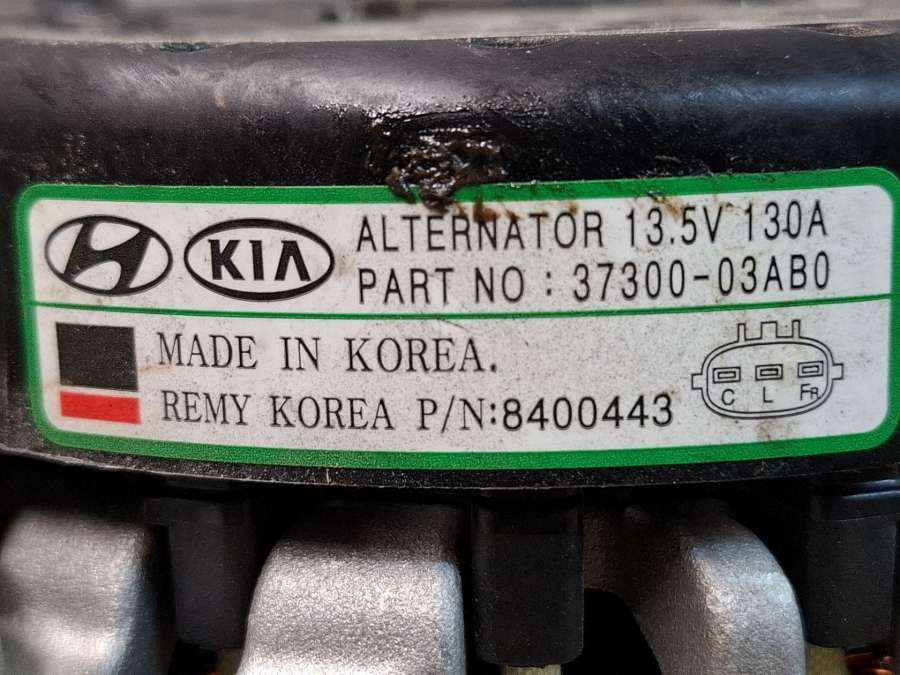 KIA
ALTERNATOR 13.5V 130A
PART NO : 37300-03AB0
MADE IN KOREA.
REMY KOREA P/N:8400443
C L FR